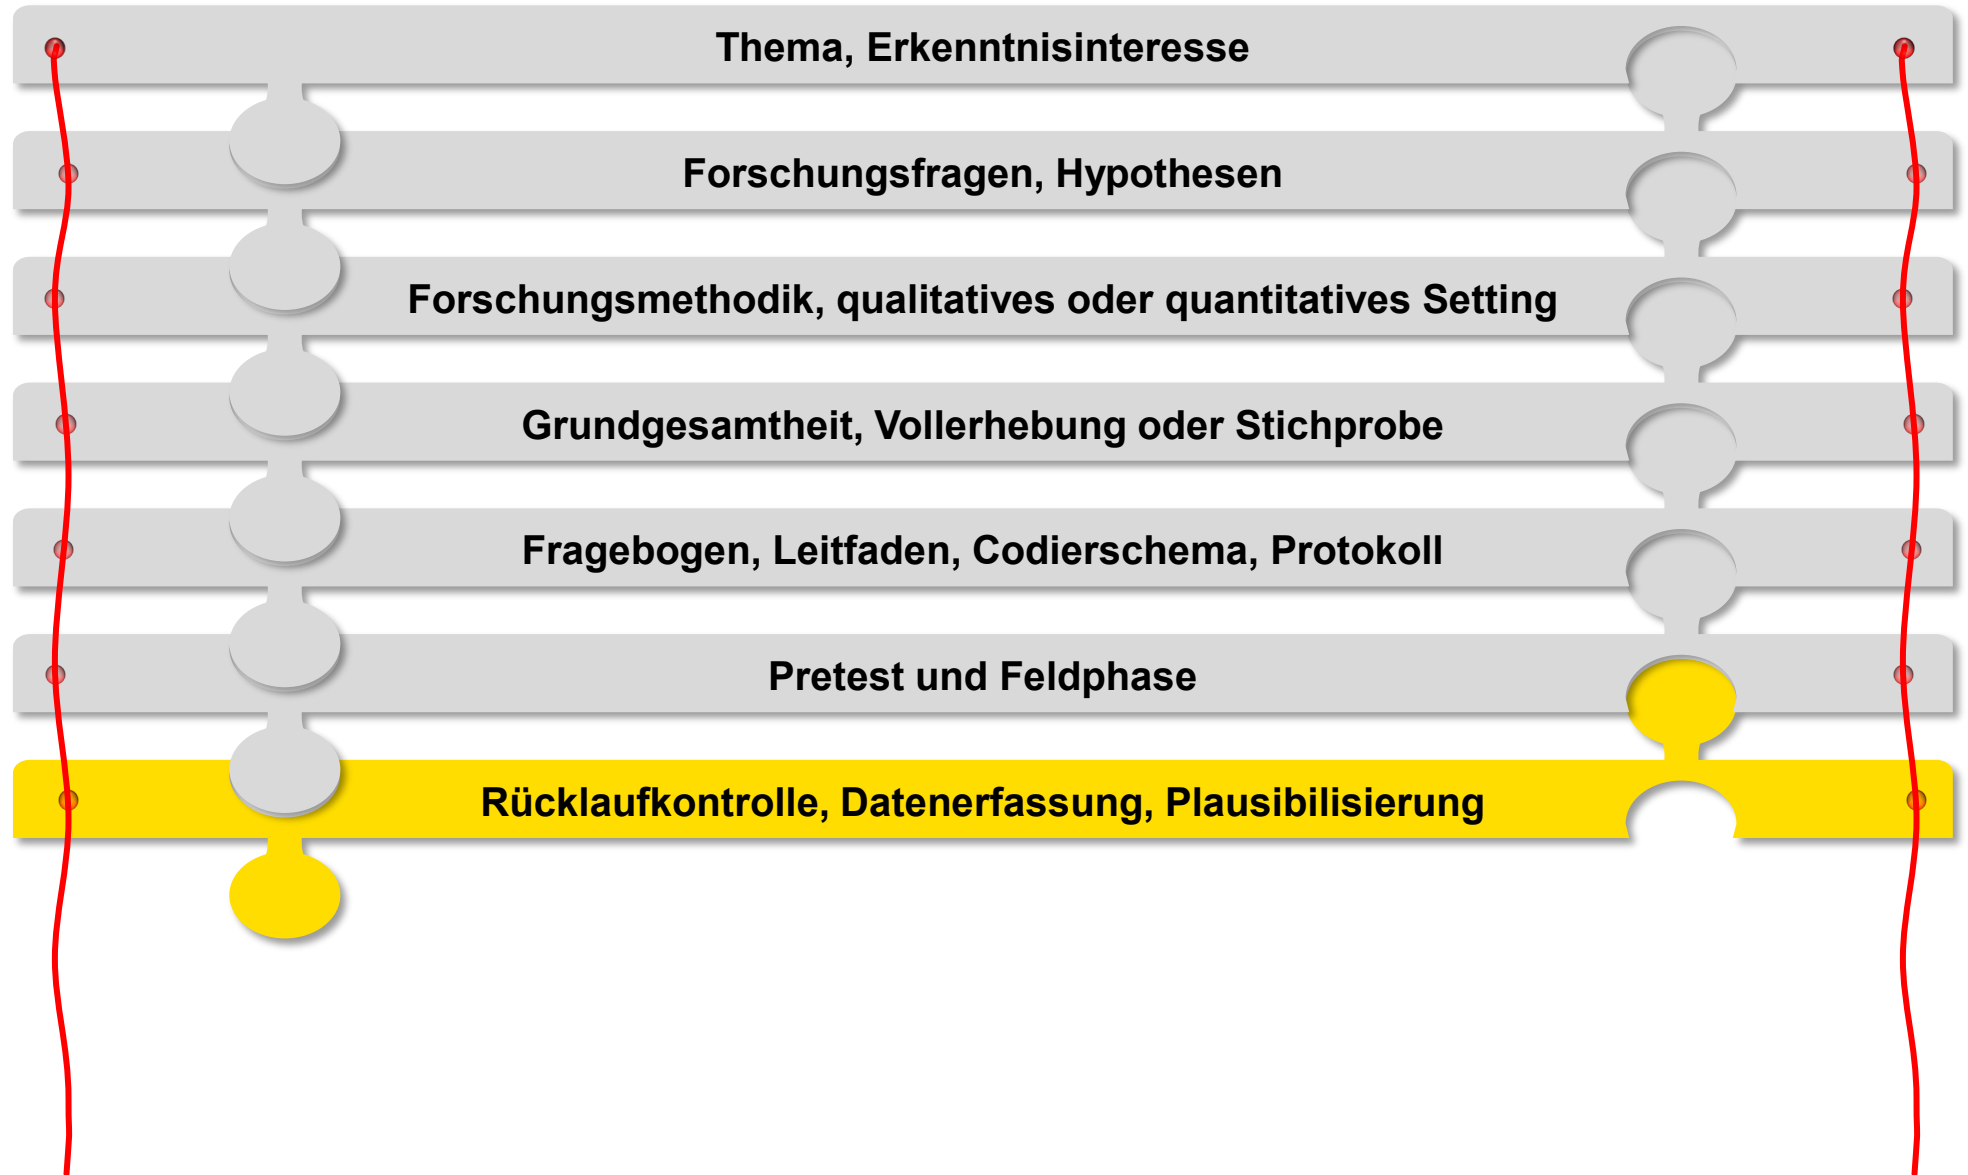 Thema, Erkenntnisinteresse
Forschungsfragen, Hypothesen
Forschungsmethodik, qualitatives oder quantitatives Setting
Grundgesamtheit, Vollerhebung oder Stichprobe
Fragebogen, Leitfaden, Codierschema, Protokoll
Pretest und Feldphase
Rücklaufkontrolle, Datenerfassung, Plausibilisierung